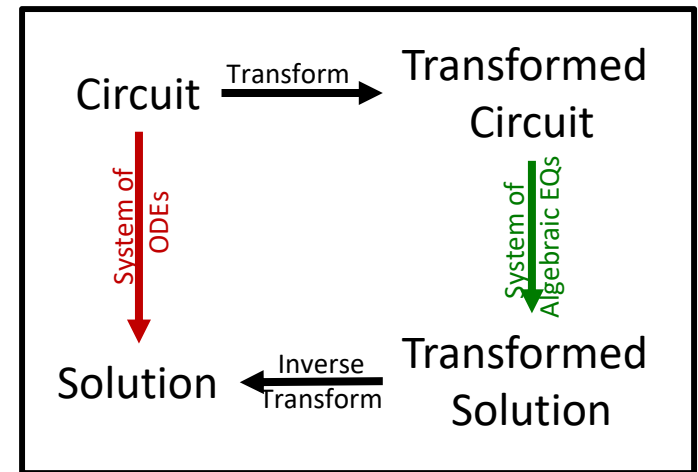 Circuit
Transform
Transformed
Circuit
System of
ODEs
System of
Algebraic EQs
Solution
Inverse
Transform
Transformed
Solution